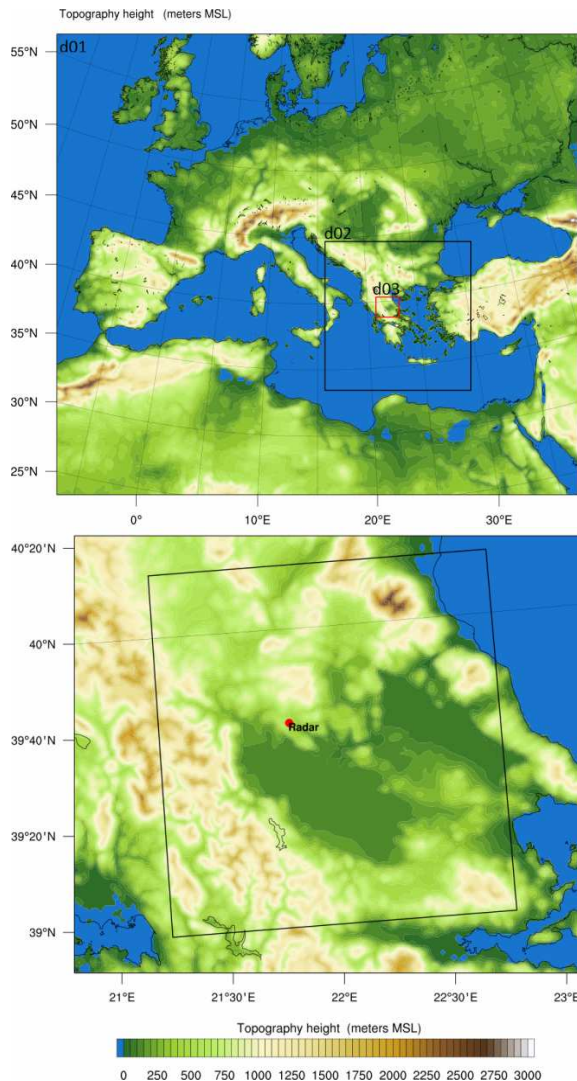 Topography height (meters MSL)
d01
55°N
50°N
45°N
d02
40°N
d03
35°N
30°N
25°N
0° 10°E 20°E 30°E
40°20'N
40°N
39°40'N
Radar
39°20'N
39°N
21°E 21°30'E 22°E 22°30'E 23°E
Topography height (meters MSL)
0 250 500 750 1000 1250 1500 1750 2000 2250 2500 2750 3000